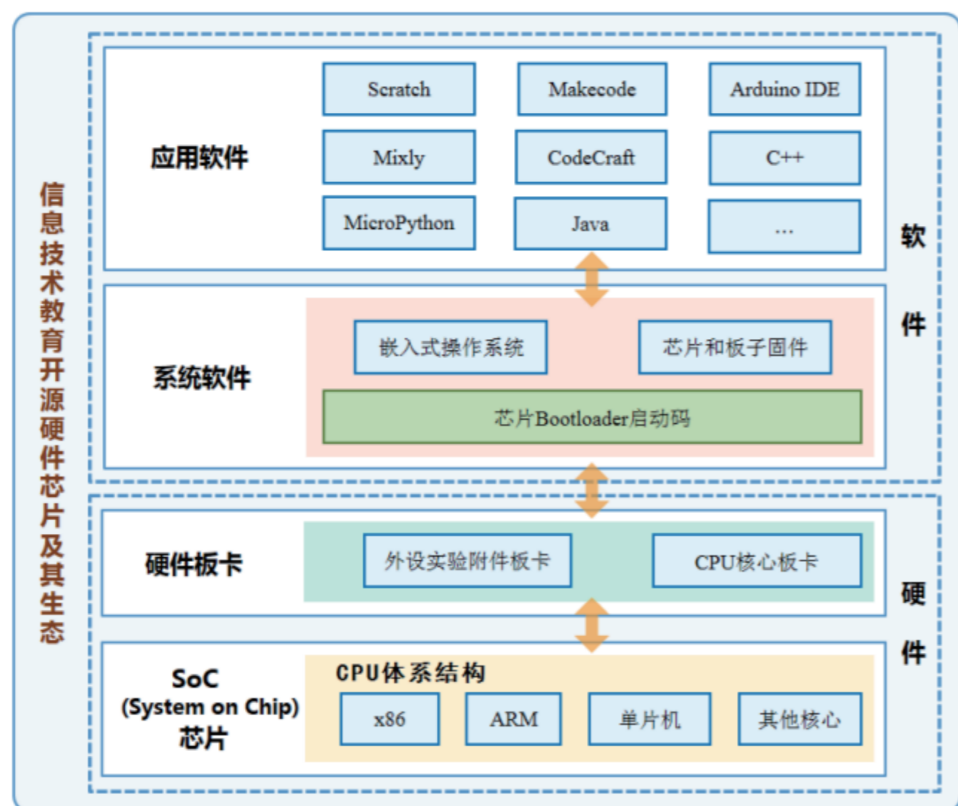 信息技术教育开源硬件芯片及其生态
应用软件
Scratch
Makecode
Arduino IDE
Mixly
CodeCraft
C++
MicroPython
Java
...
软件
系统软件
嵌入式操作系统
芯片和板子固件
芯片Bootloader启动码
硬件板卡
外设实验附件板卡
CPU核心板卡
硬件
SoC
(System on Chip)
芯片
CPU体系结构
x86
ARM
单片机
其他核心